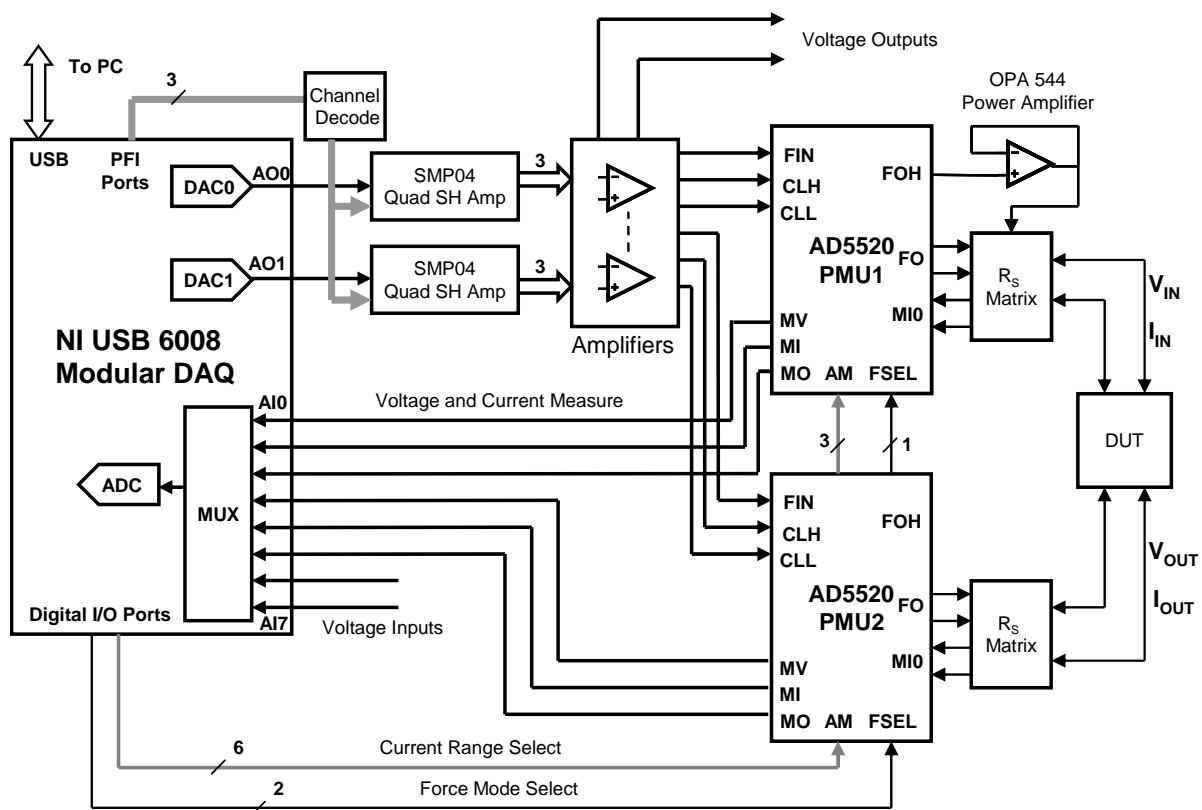 To PC
3
Channel
Decode
Voltage Outputs
OPA 544
Power Amplifier
USB
PFI
Ports
DAC0
AO0
SMP04
Quad SH Amp
3
DAC1
AO1
SMP04
Quad SH Amp
3
Amplifiers
NI USB 6008
Modular DAQ
FIN
CLH
CLL
FOH
AD5520
PMU1
FO
MI0
MV
MI
MO
AM
FSEL
RS
Matrix
VIN
IIN
DUT
AI0
Voltage and Current Measure
ADC
MUX
3
1
FIN
CLH
CLL
FOH
AD5520
PMU2
FO
MI0
MV
MI
MO
AM
FSEL
RS
Matrix
VOUT
IOUT
Digital I/O Ports
AI7
Voltage Inputs
6
Current Range Select
2
Force Mode Select